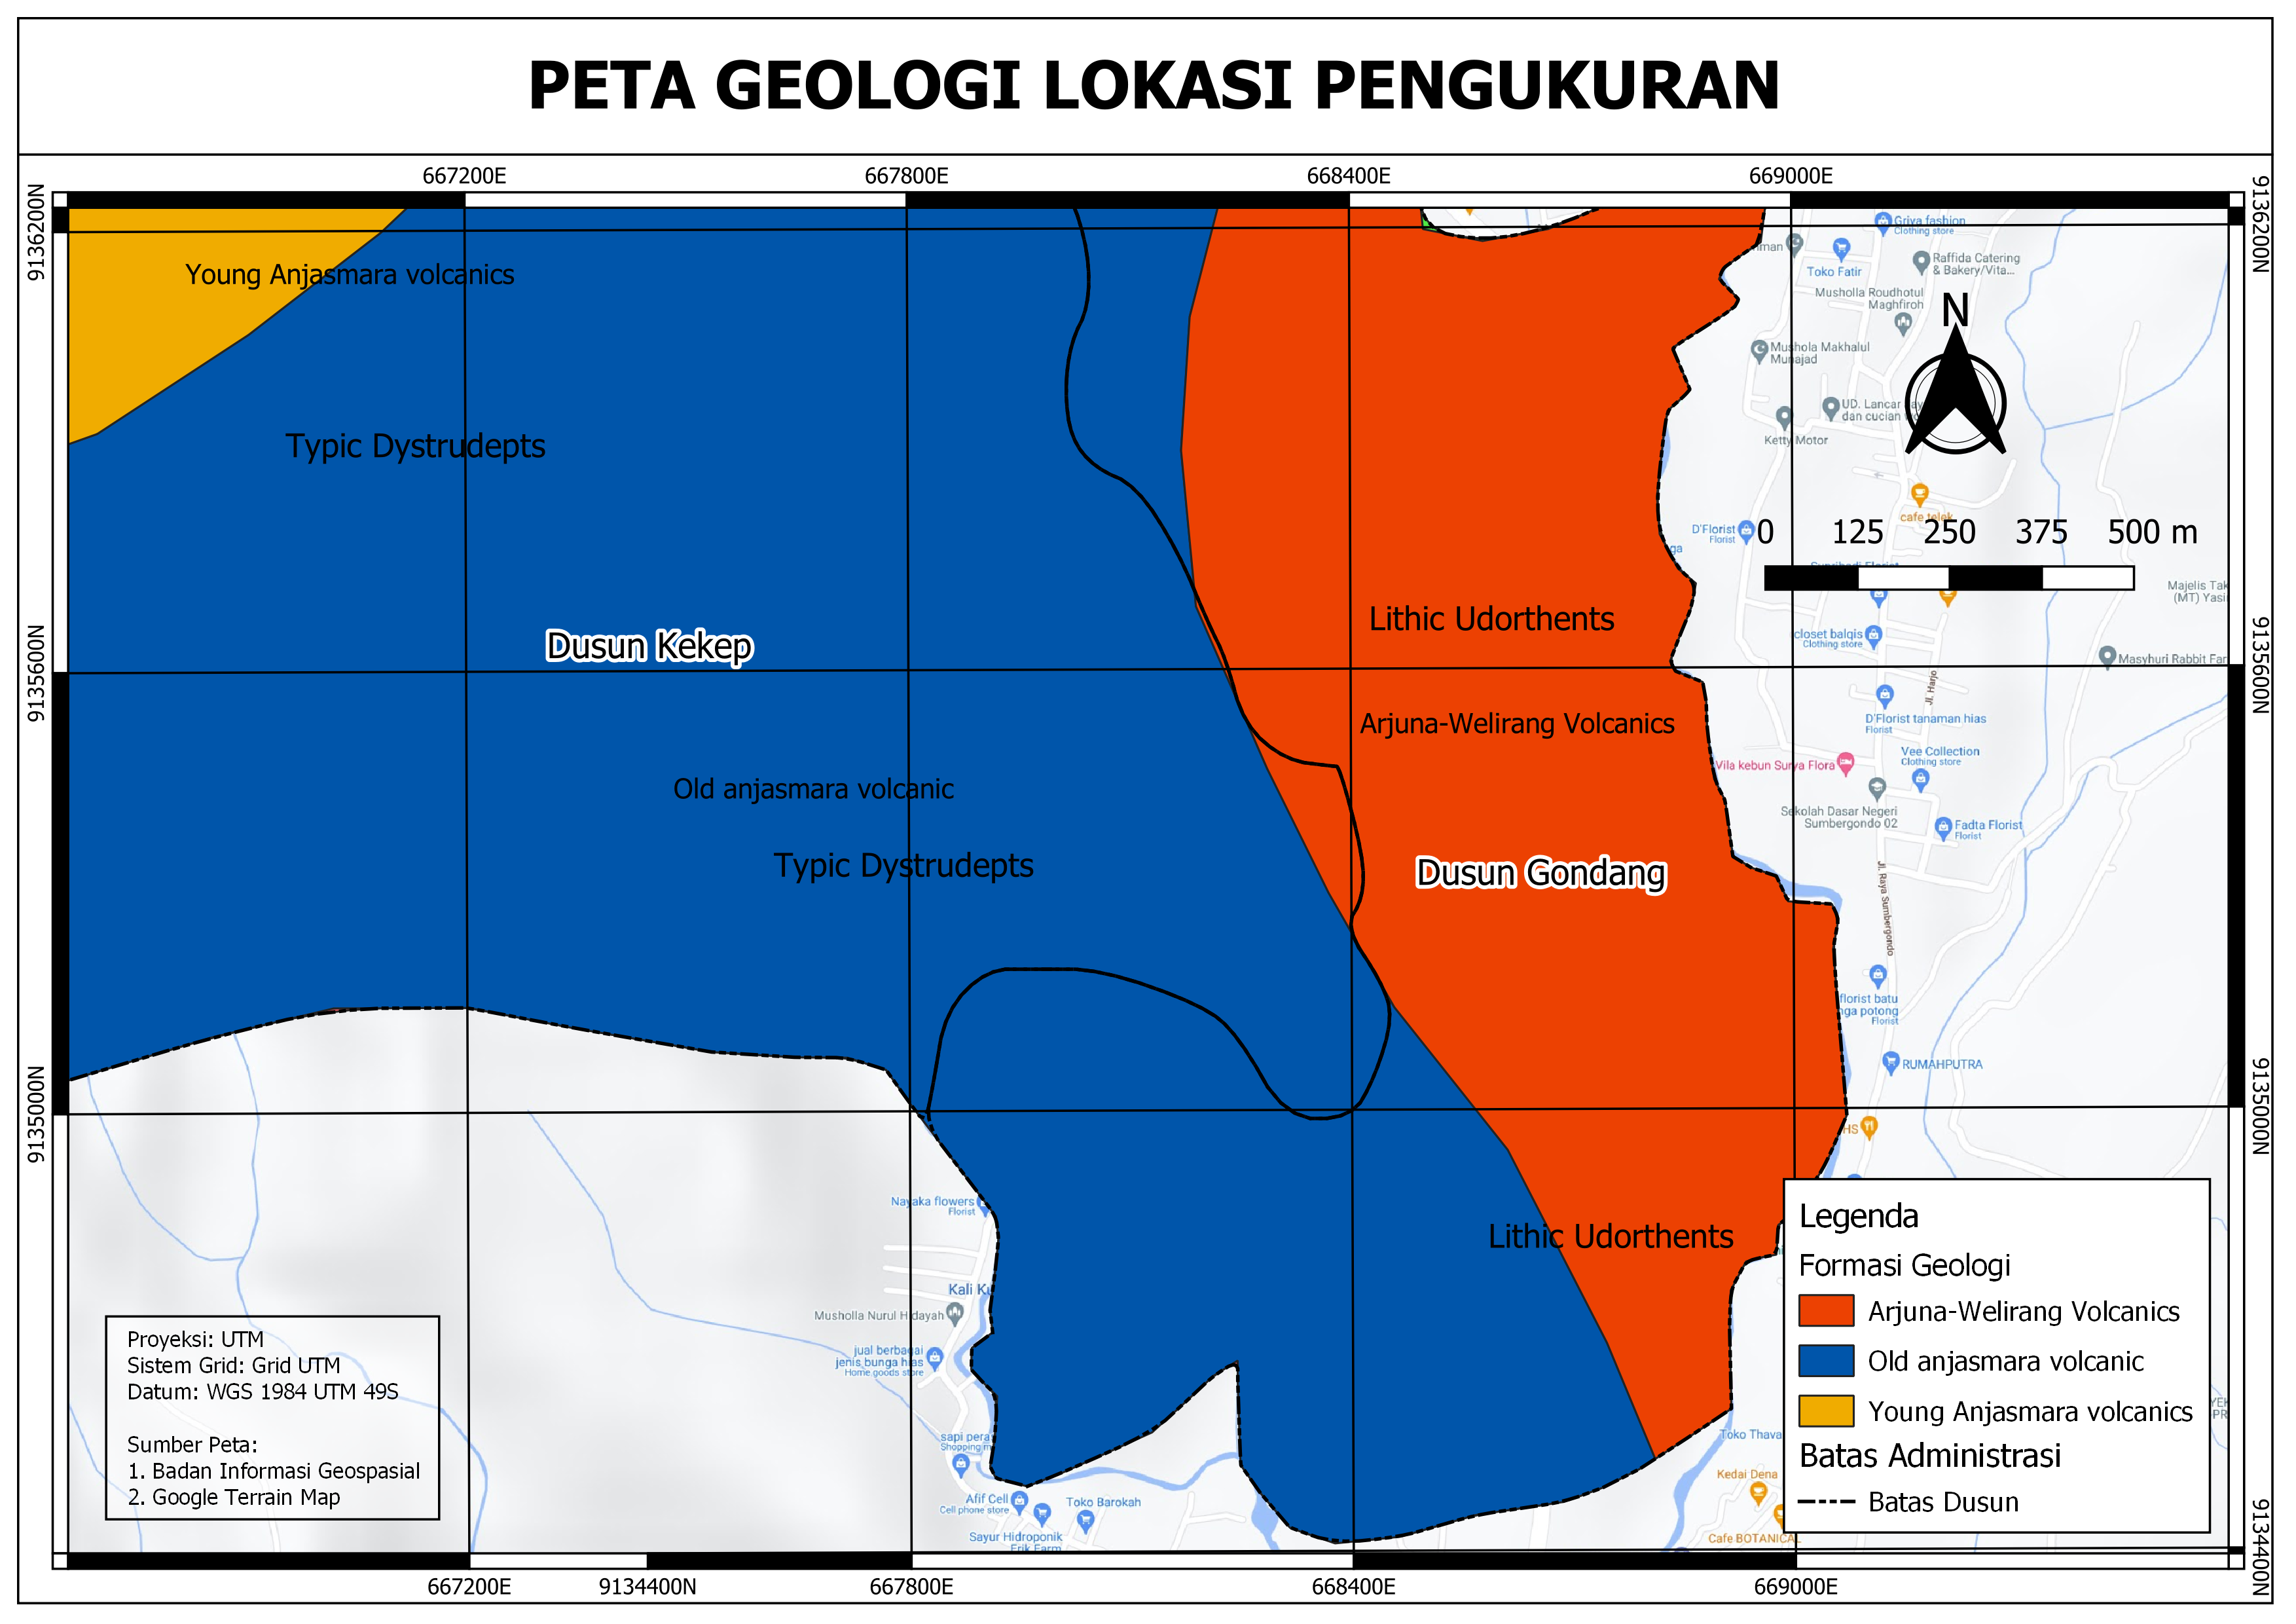 PETA GEOLOGI LOKASI PENGUKURAN
667200E
667800E
668400E
669000E
9136200N
9136200N
Young Anjasmara volcanics
Griya fashion
Clothing store
Toko Fatir
Raffida Catering
& Bakery/Vita...
Musholla Roudhotul
Maghfiroh
N
Mushola Makhalul
Munajad
UD. Lancar
dan cucian
Ketty Motor
Typic Dystrudepts
cafe telek
D'Florist
Florist
0 125 250 375 500 m
Majelis Tak
(MT) Yasi
Lithic Udorthents
Dusun Kekep
closet balqis
Clothing store
9135600N
9135600N
Masyhuri Rabbit Far
Jl. Harjo
D'Florist tanaman hias
Florist
Arjuna-Welirang Volcanics
Vee Collection
Clothing store
Vila kebun Surya Flora
Old anjasmara volcanic
Sekolah Dasar Negeri
Sumbergondo 02
Fadta Florist
Florist
Typic Dystrudepts
Dusun Gondang
Jl. Raya Sumbergondo
florist batu
nga potong
Florist
RUMAHPUTRA
9135000N
9135000N
HS
Nayaka flowers
Florist
Lithic Udorthents
Kali Ku
Musholla Nurul Hidayah
jual berbagai
jenis bunga hias
Home goods store
Proyeksi: UTM
Sistem Grid: Grid UTM
Datum: WGS 1984 UTM 49S
Sumber Peta:
1. Badan Informasi Geospasial
2. Google Terrain Map
Legenda
Formasi Geologi
Arjuna-Welirang Volcanics
Old anjasmara volcanic
Young Anjasmara volcanics
Batas Administrasi
Batas Dusun
sapi pera
Shopping m
Afif Cell
Cell phone store
Toko Barokah
Sayur Hidroponik
Erik Farm
Toko Thava
Kedai Dena
Cafe BOTANICA
9134400N
667200E
9134400N
667800E
668400E
669000E